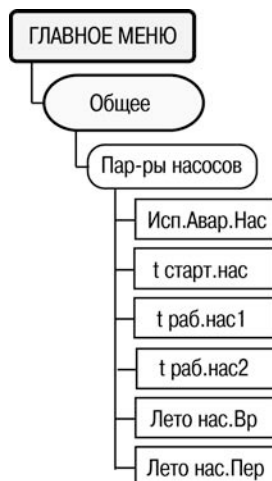 ГЛАВНОЕ МЕНЮ
Общее
Пар-ры насосов
Исп.Авар.Нас
t старт.нас
t раб.нас1
t раб.нас2
Лето нас.Вр
Лето нас.Пер